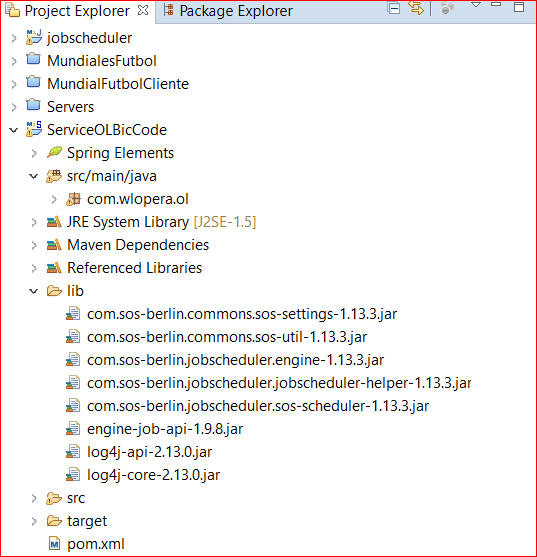 Project Explorer Package Explorer
jobscheduler
MundialesFutbol
MundialFutbolCliente
Servers
ServiceOLBicCode
Spring Elements
src/main/java
com.wlopera.ol
JRE System Library [J2SE-1.5]
Maven Dependencies
Referenced Libraries
lib
com.sos-berlin.commons.sos-settings-1.13.3.jar
com.sos-berlin.commons.sos-util-1.13.3.jar
com.sos-berlin.jobscheduler.engine-1.13.3.jar
com.sos-berlin.jobscheduler.jobscheduler-helper-1.13.3.jar
com.sos-berlin.jobscheduler.sos-scheduler-1.13.3.jar
engine-job-api-1.9.8.jar
log4j-api-2.13.0.jar
log4j-core-2.13.0.jar
src
target
pom.xml